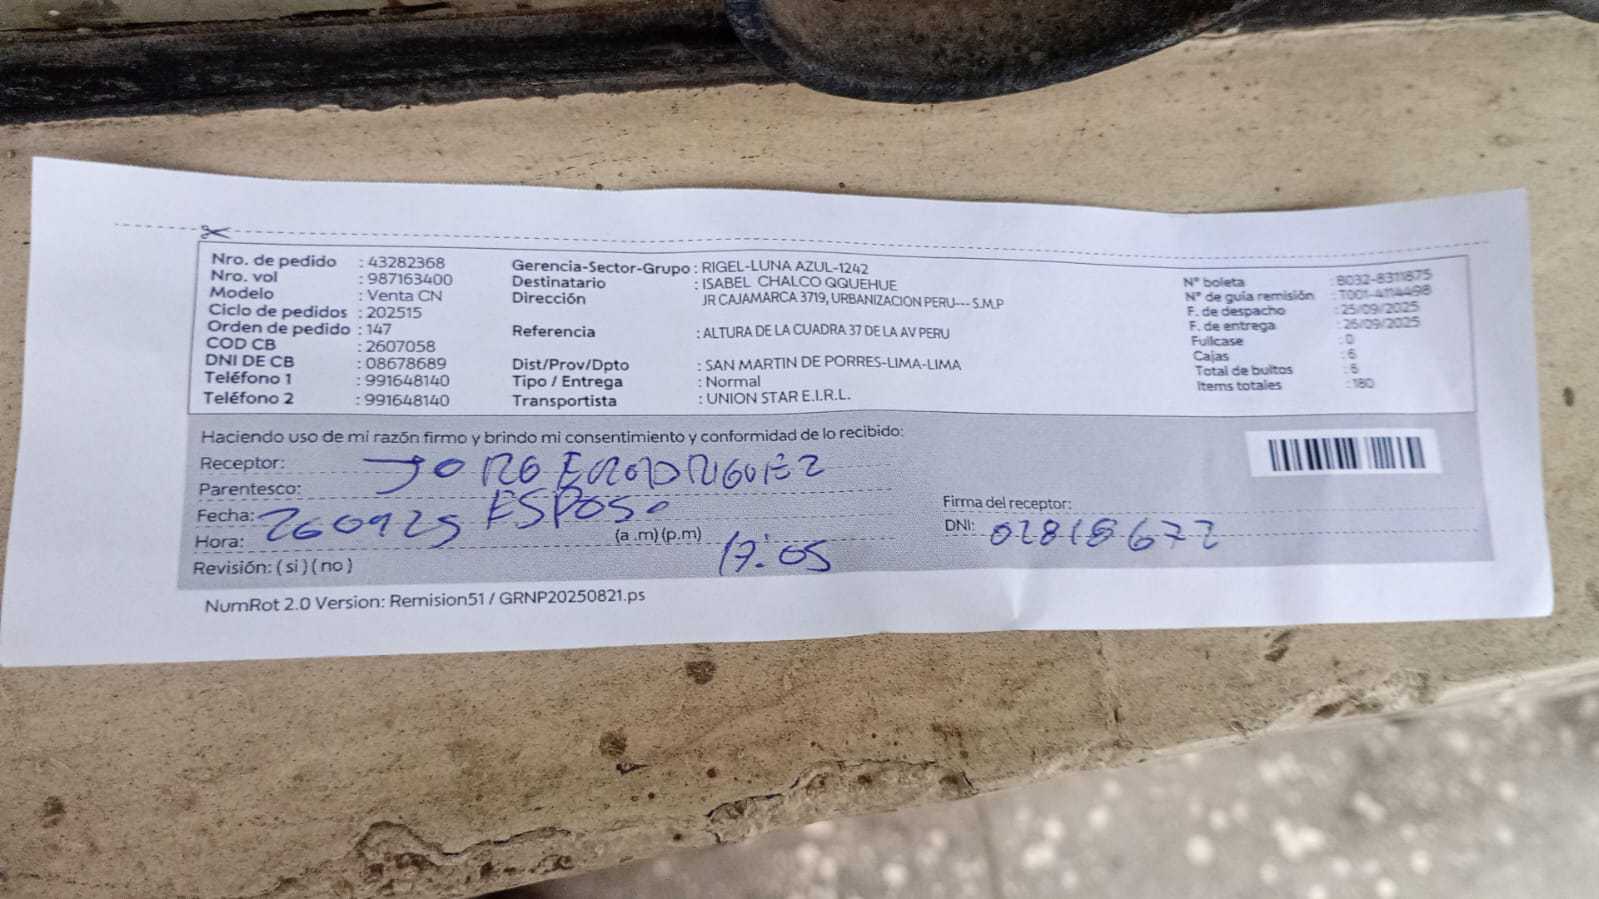 Nro. de pedido : 43282368
Nro. vol : 987163400
Modelo : Venta CN
Ciclo de pedidos : 202515
Orden de pedido : 147
COD CB : 2607058
DNI DE CB : 08678689
Teléfono 1 : 991648140
Teléfono 2 : 991648140
Gerencia-Sector-Grupo : RIGEL-LUNA AZUL-1242
Destinatario : ISABEL CHALCO QQUEHUE
Dirección JR CAJAMARCA 3719, URBANIZACION PERU--- S.M.P
Referencia : ALTURA DE LA CUADRA 37 DE LA AV PERU
Dist/Prov/Dpto : SAN MARTIN DE PORRES-LIMA-LIMA
Tipo / Entrega : Normal
Transportista : UNION STAR E.I.R.L.
N° boleta : B032-8311875
N° de guía remisión : T001-4114498
F. de despacho : 25/09/2025
F. de entrega : 26/09/2025
Fullcase : 0
Cajas : 6
Total de bultos : 6
Items totales : 180
Haciendo uso de mi razón firmo y brindo mi consentimiento y conformidad de lo recibido:
Receptor: JORGE
Parentesco: ESPOSO
Fecha: 260925
Hora: (a .m) (p.m) 17:05
Revisión: ( si ) ( no )
Firma del receptor:
DNI: 02818672
NumRot 2.0 Version: Remision51 / GRNP20250821.ps